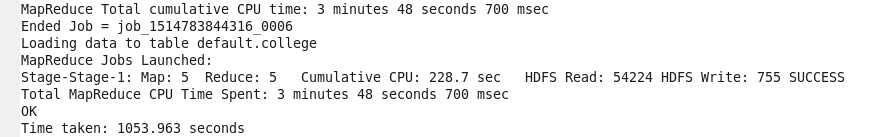 MapReduce Total cumulative CPU time: 3 minutes 48 seconds 700 msec
Ended Job = job_1514783844316_0006
Loading data to table default.college
MapReduce Jobs Launched:
Stage-Stage-1: Map: 5  Reduce: 5   Cumulative CPU: 228.7 sec   HDFS Read: 54224 HDFS Write: 755 SUCCESS
Total MapReduce CPU Time Spent: 3 minutes 48 seconds 700 msec
OK
Time taken: 1053.963 seconds